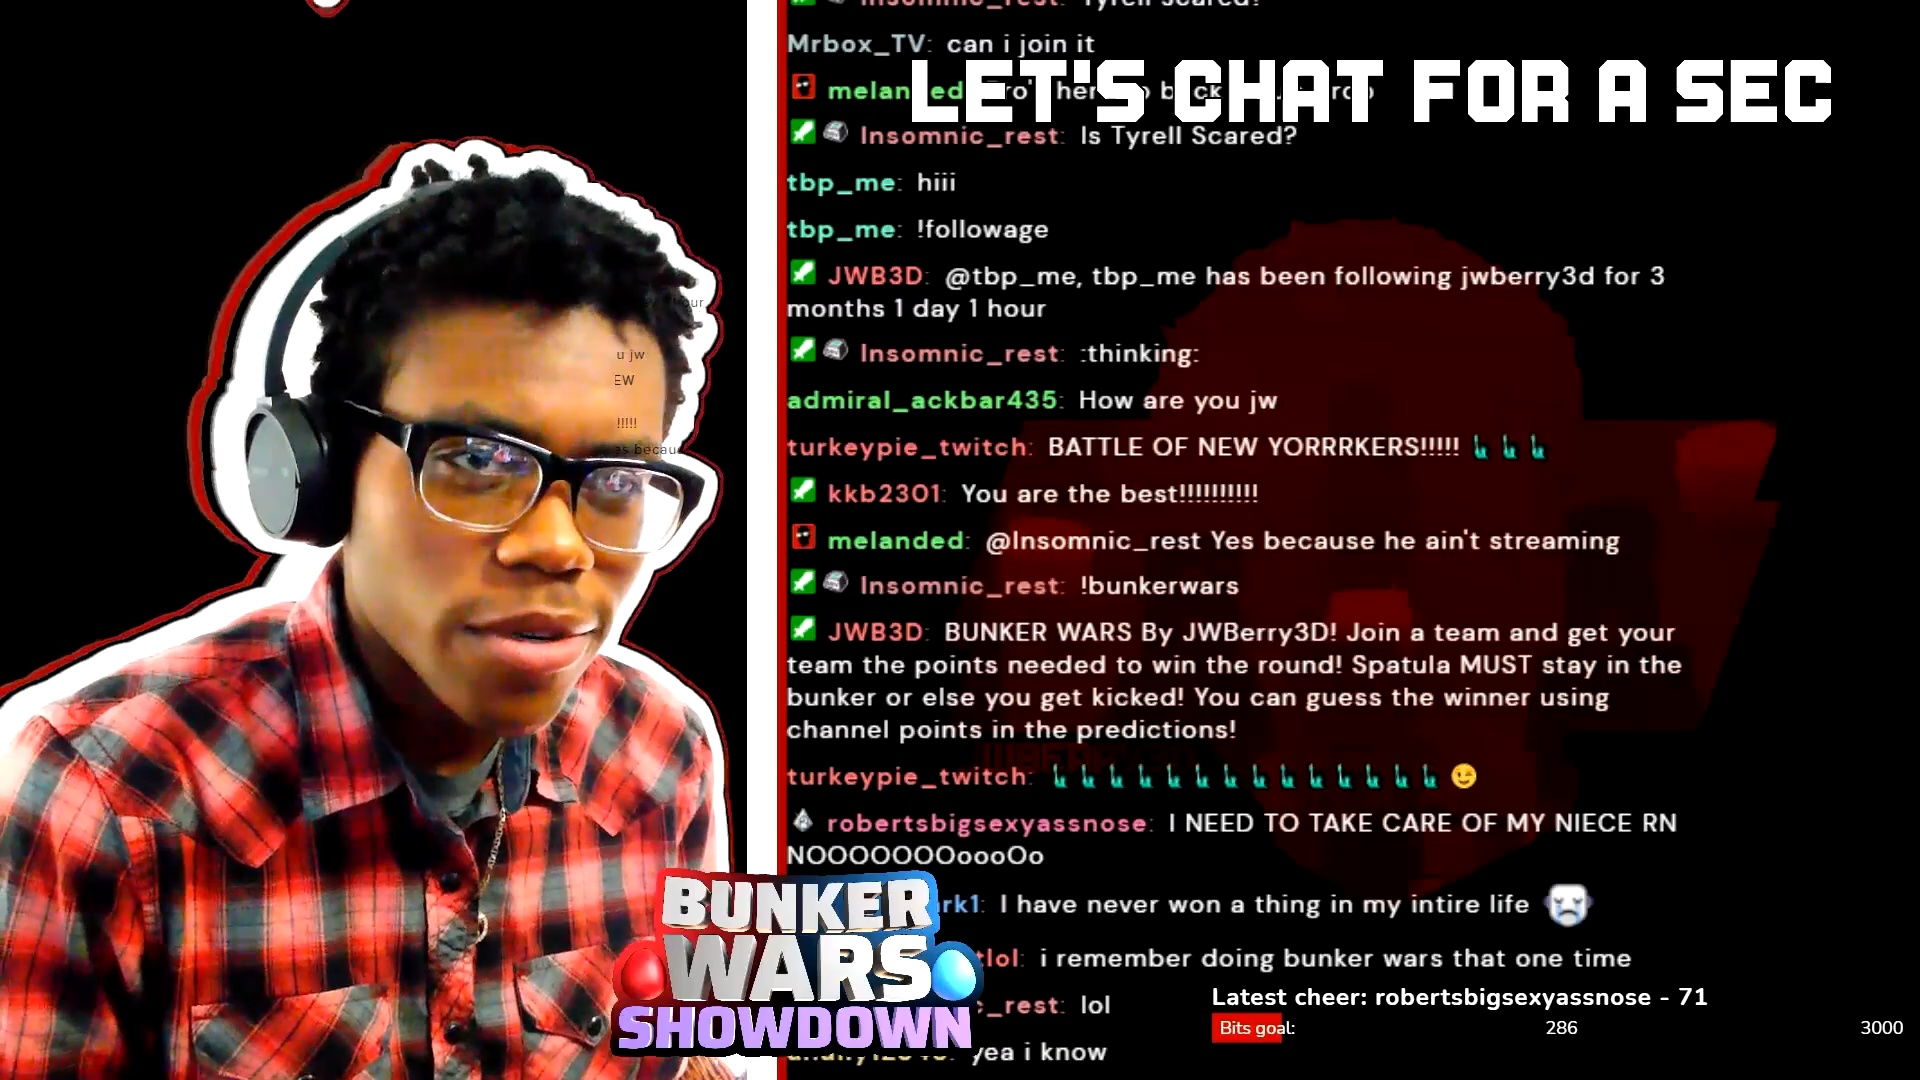 Mrbox_TV: can i join it
LET'S CHAT FOR A SEC
Insomnic_rest: Is Tyrell Scared?
tbp_me: hiii
tbp_me: !followage
JWB3D: @tbp_me, tbp_me has been following jwberry3d for 3
months 1 day 1 hour
Insomnic_rest: :thinking:
admiral_ackbar435: How are you jw
turkeypie_twitch: BATTLE OF NEW YORRRKERS!!!!!
kkb2301: You are the best!!!!!!!!!!
melanded: @Insomnic_rest Yes because he ain't streaming
Insomnic_rest: !bunkerwars
JWB3D: BUNKER WARS By JWBerry3D! Join a team and get your
team the points needed to win the round! Spatula MUST stay in the
bunker or else you get kicked! You can guess the winner using
channel points in the predictions!
turkeypie_twitch:
robertsbigsexyassnose: I NEED TO TAKE CARE OF MY NIECE RN
NOOOOOOOoooOo
rk1: I have never won a thing in my intire life
tlol: i remember doing bunker wars that one time
_rest: lol
yea i know
u jw
EW
!!!!!
BUNKER
WARS
SHOWDOWN
Latest cheer: robertsbigsexyassnose - 71
Bits goal: 286 3000